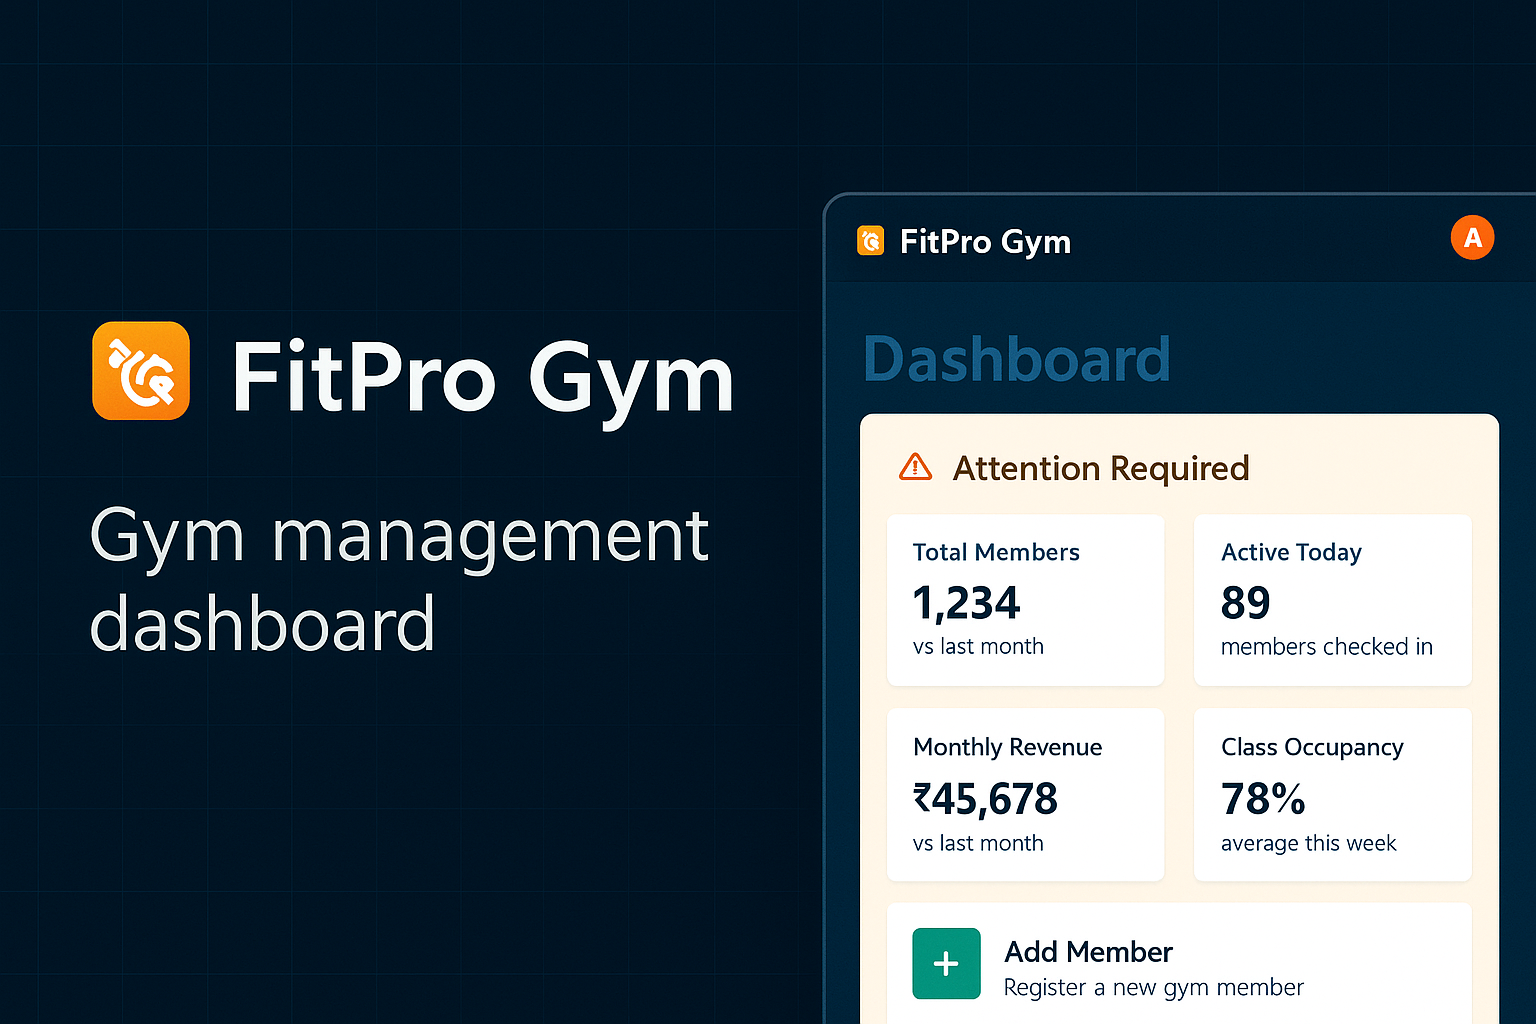 FitPro Gym
Gym management
dashboard
FitPro Gym
A
Dashboard
Attention Required
Total Members
1,234
vs last month
Active Today
89
members checked in
Monthly Revenue
₹45,678
vs last month
Class Occupancy
78%
average this week
+
Add Member
Register a new gym member